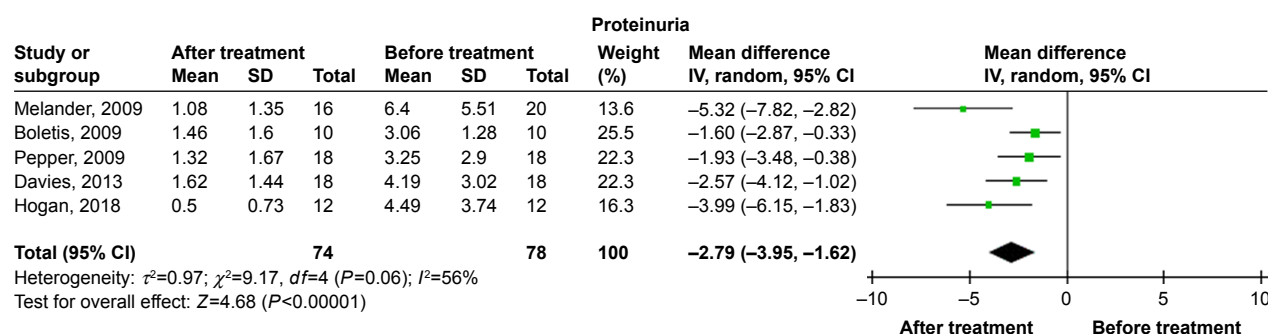 Proteinuria
Study or subgroup After treatment Before treatment Weight (%) Mean difference IV, random, 95% CI Mean difference IV, random, 95% CI
Mean SD Total Mean SD Total
Melander, 2009 1.08 1.35 16 6.4 5.51 20 13.6 –5.32 (–7.82, –2.82)
Boletis, 2009 1.46 1.6 10 3.06 1.28 10 25.5 –1.60 (–2.87, –0.33)
Pepper, 2009 1.32 1.67 18 3.25 2.9 18 22.3 –1.93 (–3.48, –0.38)
Davies, 2013 1.62 1.44 18 4.19 3.02 18 22.3 –2.57 (–4.12, –1.02)
Hogan, 2018 0.5 0.73 12 4.49 3.74 12 16.3 –3.99 (–6.15, –1.83)
Total (95% CI) 74 78 100 –2.79 (–3.95, –1.62)
Heterogeneity: τ²=0.97; χ²=9.17, df=4 (P=0.06); I²=56%
Test for overall effect: Z=4.68 (P<0.00001)
–10 –5 0 5 10
After treatment Before treatment